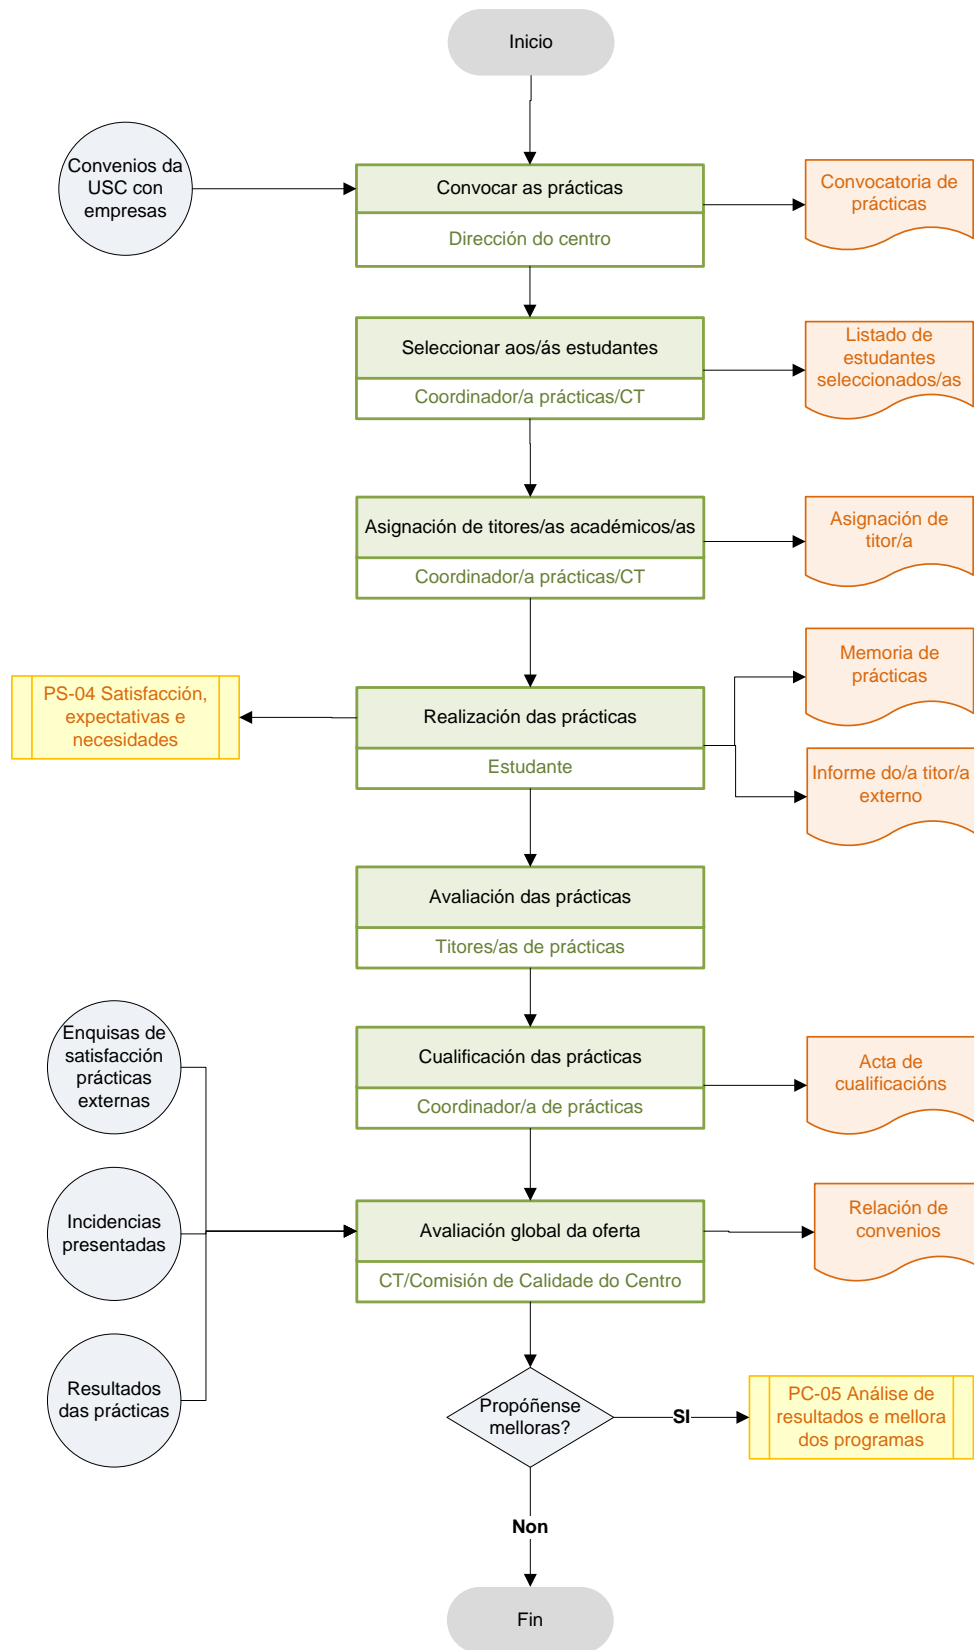 Inicio
Convenios da
USC con
empresas
Convocar as prácticas
Dirección do centro
Convocatoria de
prácticas
Seleccionar aos/ás estudantes
Coordinador/a prácticas/CT
Listado de
estudantes
seleccionados/as
Asignación de titores/as académicos/as
Coordinador/a prácticas/CT
Asignación de
titor/a
PS-04 Satisfacción,
expectativas e
necesidades
Realización das prácticas
Estudante
Memoria de
prácticas
Informe do/a titor/a
externo
Avaliación das prácticas
Titores/as de prácticas
Enquisas de
satisfacción
prácticas
externas
Cualificación das prácticas
Coordinador/a de prácticas
Acta de
cualificacións
Incidencias
presentadas
Avaliación global da oferta
CT/Comisión de Calidade do Centro
Relación de
convenios
Resultados
das prácticas
Propóñense
melloras?
SI
PC-05 Análise de
resultados e mellora
dos programas
Non
Fin